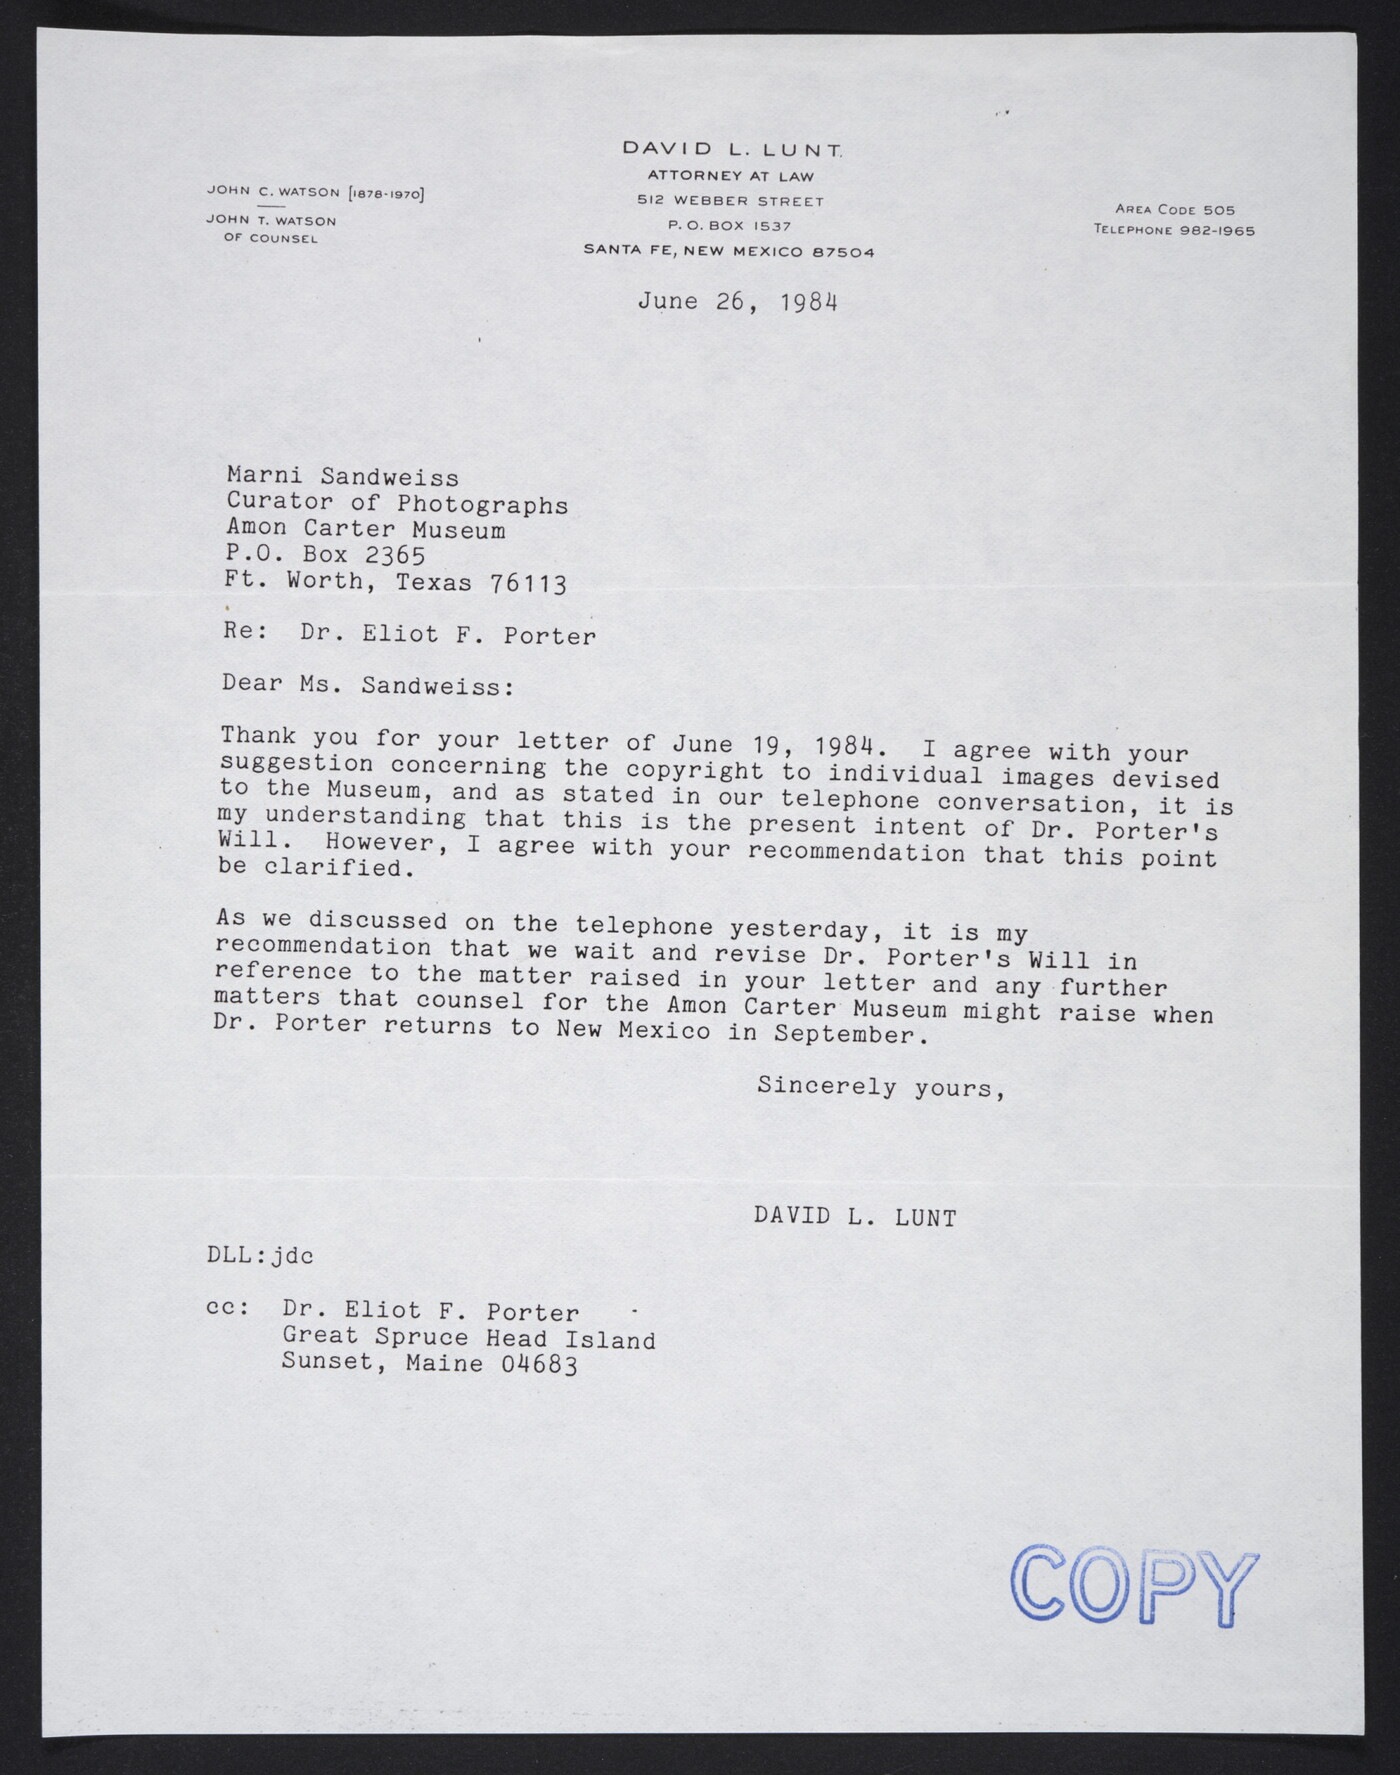 DAVID L. LUNT
ATTORNEY AT LAW
512 WEBBER STREET
P. O. BOX 1537
SANTA FE, NEW MEXICO 87504
JOHN C. WATSON [1878-1970]
JOHN T. WATSON
OF COUNSEL
AREA CODE 505
TELEPHONE 982-1965
June 26, 1984
Marni Sandweiss
Curator of Photographs
Amon Carter Museum
P.O. Box 2365
Ft. Worth, Texas 76113
Re: Dr. Eliot F. Porter
Dear Ms. Sandweiss:
Thank you for your letter of June 19, 1984. I agree with your
suggestion concerning the copyright to individual images devised
to the Museum, and as stated in our telephone conversation, it is
my understanding that this is the present intent of Dr. Porter's
Will. However, I agree with your recommendation that this point
be clarified.
As we discussed on the telephone yesterday, it is my
recommendation that we wait and revise Dr. Porter's Will in
reference to the matter raised in your letter and any further
matters that counsel for the Amon Carter Museum might raise when
Dr. Porter returns to New Mexico in September.
Sincerely yours,
DAVID L. LUNT
DLL:jdc
cc: Dr. Eliot F. Porter
Great Spruce Head Island
Sunset, Maine 04683
COPY